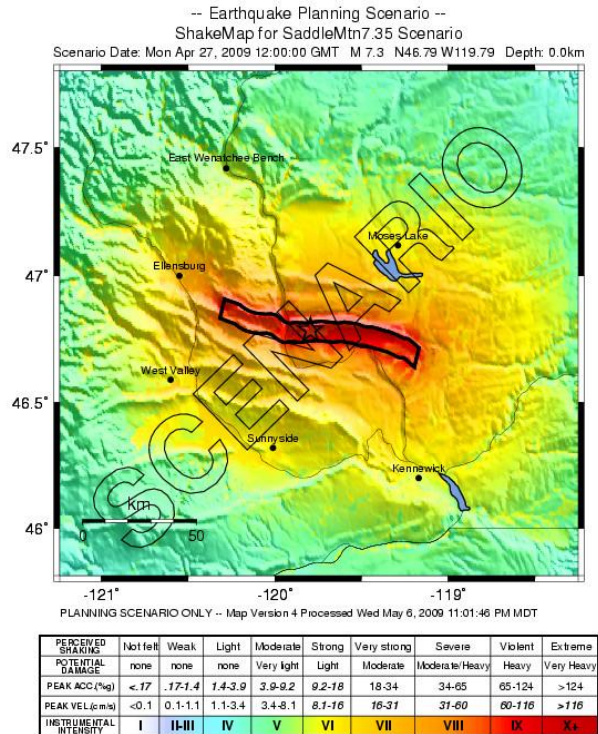 -- Earthquake Planning Scenario --
ShakeMap for SaddleMtn7.35 Scenario
Scenario Date: Mon Apr 27, 2009 12:00:00 GMT M 7.3 N46.79 W119.79 Depth: 0.0km
47.5°
East Wenatchee Bench
Moses Lake
47°
Ellensburg
SCENARIO
West Valley
46.5°
Sunnyside
Kennewick
km
0 50
46°
-121° -120° -119°
PLANNING SCENARIO ONLY -- Map Version 4 Processed Wed May 6, 2009 11:01:46 PM MDT
PERCEIVED SHAKING Not felt Weak Light Moderate Strong Very strong Severe Violent Extreme
POTENTIAL DAMAGE none none none Very light Light Moderate Moderate/Heavy Heavy Very Heavy
PEAK ACC.(%g) <.17 .17-1.4 1.4-3.9 3.9-9.2 9.2-18 18-34 34-65 65-124 >124
PEAK VEL.(cm/s) <0.1 0.1-1.1 1.1-3.4 3.4-8.1 8.1-16 16-31 31-60 60-116 >116
INSTRUMENTAL INTENSITY I II-III IV V VI VII VIII IX X+